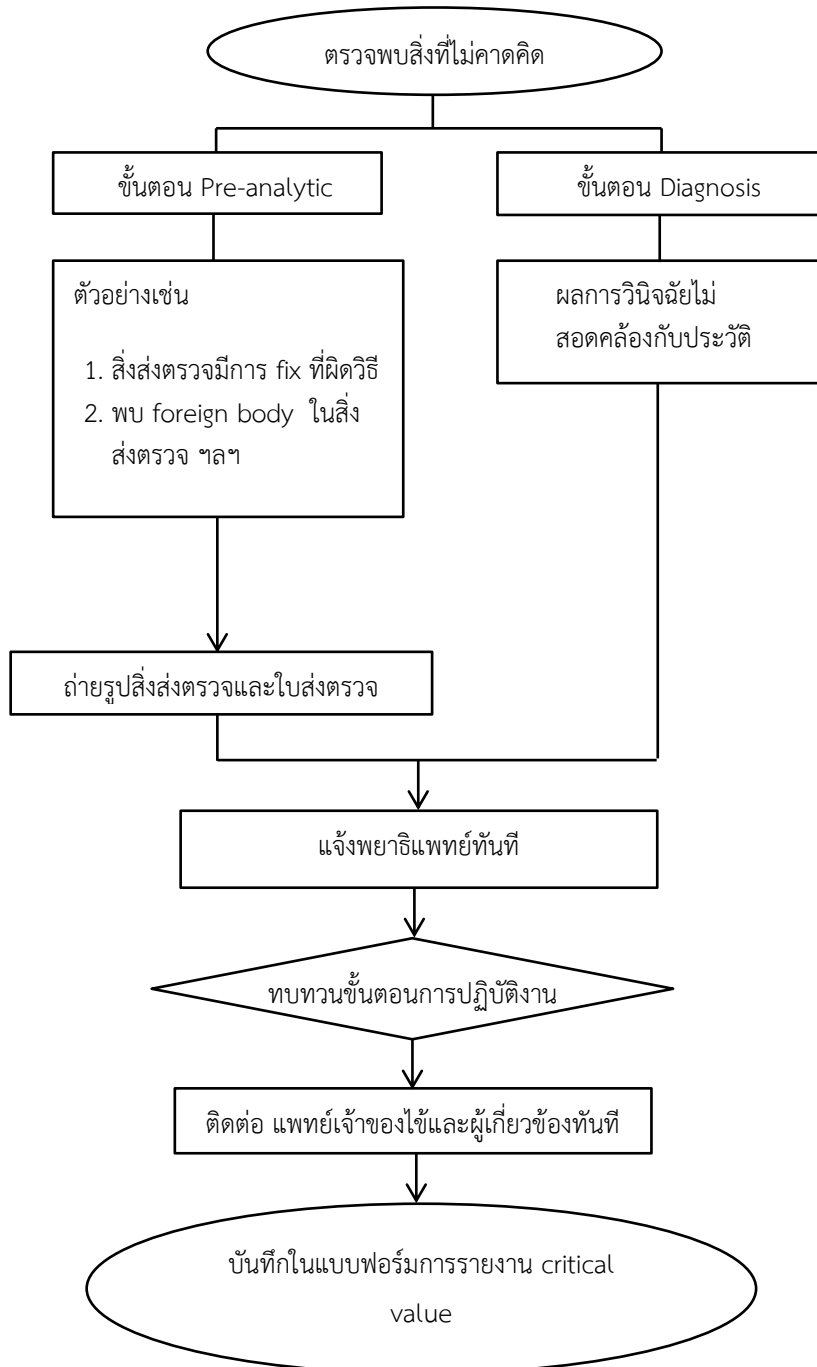 ตรวจพบสิ่งที่ไม่คาดคิด
ขั้นตอน Pre-analytic
ขั้นตอน Diagnosis
ตัวอย่างเช่น
1. สิ่งส่งตรวจมีการ fix ที่ผิดวิธี
2. พบ foreign body ในสิ่ง
ส่งตรวจ ฯลฯ
ผลการวินิจฉัยไม่
สอดคล้องกับประวัติ
ถ่ายรูปสิ่งส่งตรวจและใบส่งตรวจ
แจ้งพยาธิแพทย์ทันที
ทบทวนขั้นตอนการปฏิบัติงาน
ติดต่อ แพทย์เจ้าของไข้และผู้เกี่ยวข้องทันที
บันทึกในแบบฟอร์มการรายงาน critical
value